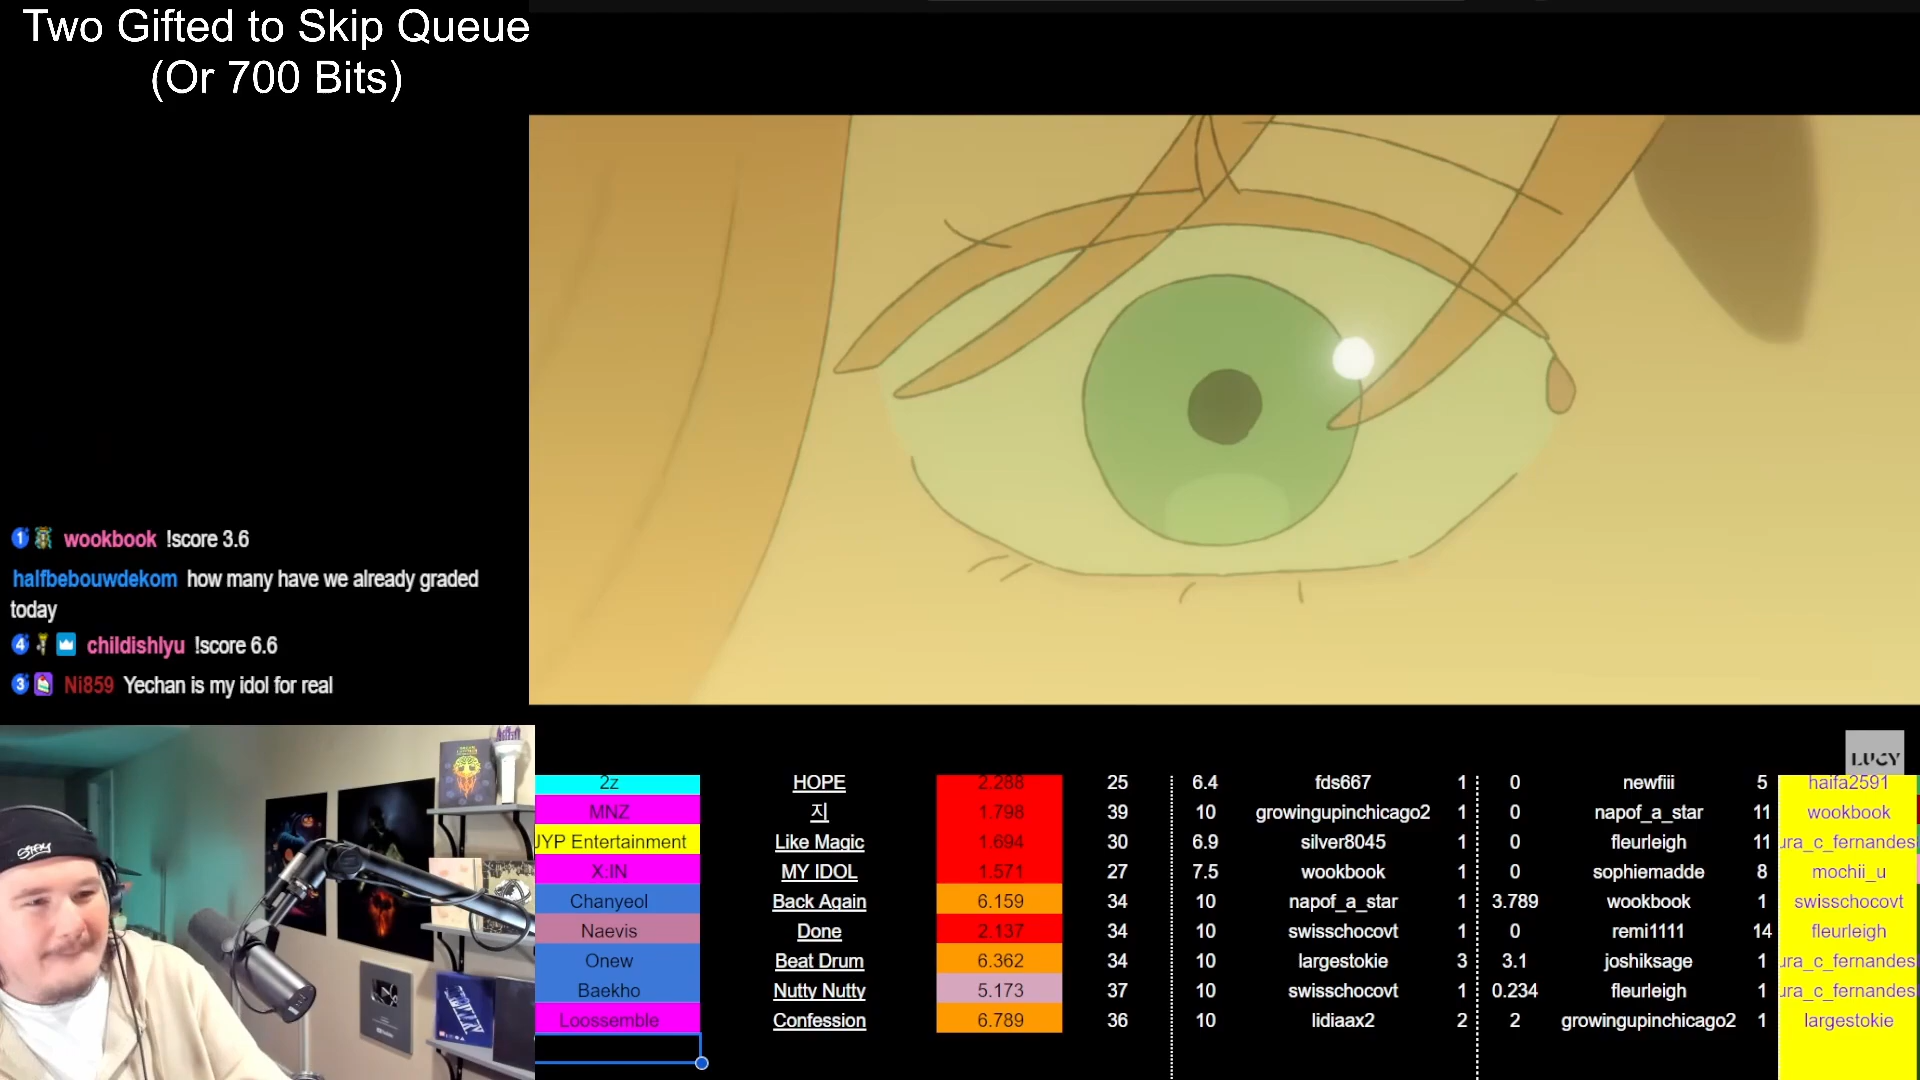 Two Gifted to Skip Queue
(Or 700 Bits)
wookbook !score 3.6
halfbebouwdekom how many have we already graded
today
childishlyu !score 6.6
Ni859 Yechan is my idol for real
LUCY
2z HOPE 2.288 25 6.4 fds667 1 0 newfiii 5 haifa2591
MNZ 지 1.798 39 10 growingupinchicago2 1 0 napof_a_star 11 wookbook
JYP Entertainment Like Magic 1.694 30 6.9 silver8045 1 0 fleurleigh 11 ura_c_fernandes
X:IN MY IDOL 1.571 27 7.5 wookbook 1 0 sophiemadde 8 mochii_u
Chanyeol Back Again 6.159 34 10 napof_a_star 1 3.789 wookbook 1 swisschocovt
Naevis Done 2.137 34 10 swisschocovt 1 0 remi1111 14 fleurleigh
Onew Beat Drum 6.362 34 10 largestokie 3 3.1 joshiksage 1 ura_c_fernandes
Baekho Nutty Nutty 5.173 37 10 swisschocovt 1 0.234 fleurleigh 1 ura_c_fernandes
Loossemble Confession 6.789 36 10 lidiaax2 2 2 growingupinchicago2 1 largestokie